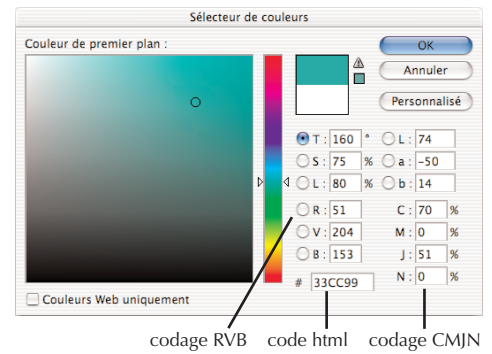 Sélecteur de couleurs
Couleur de premier plan :
OK
Annuler
Personnalisé
T : 160 ° L : 74
S : 75 % a : -50
L : 80 % b : 14
R : 51 C : 70 %
V : 204 M : 0 %
B : 153 J : 51 %
# 33CC99 N : 0 %
Couleurs Web uniquement
codage RVB code html codage CMJN